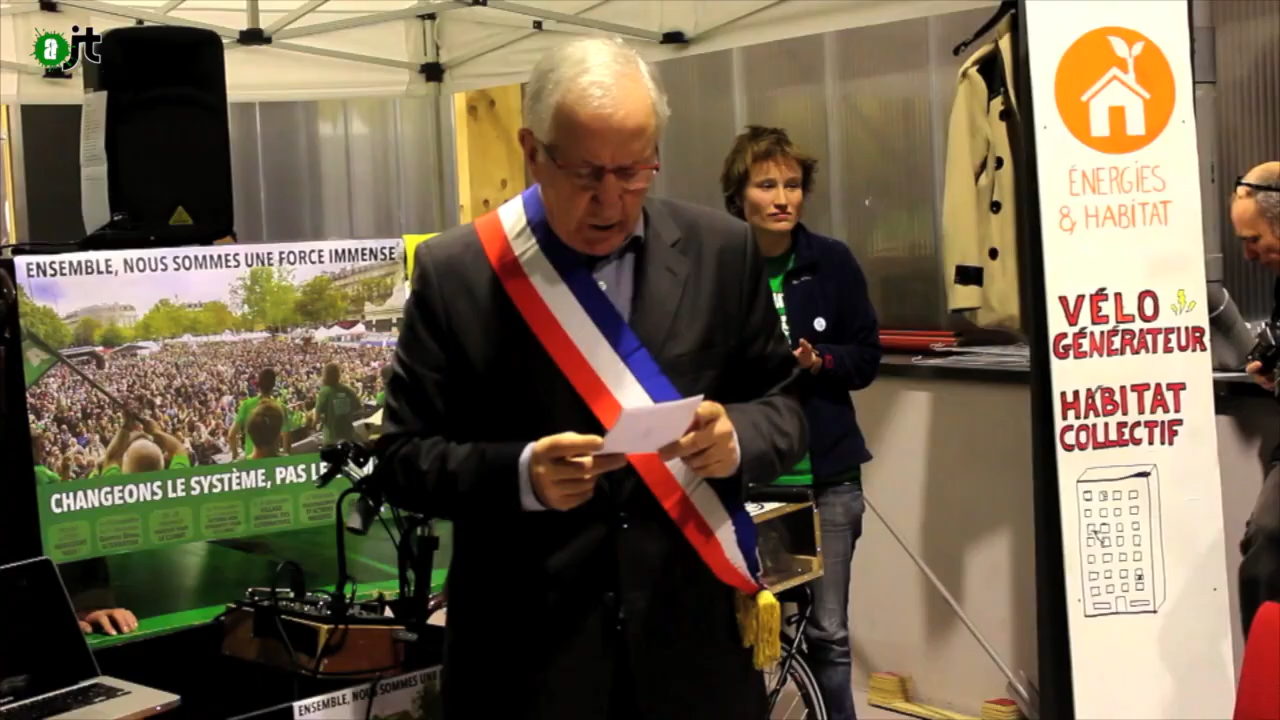 ajt
ENSEMBLE, NOUS SOMMES UNE FORCE IMMENSE
CHANGEONS LE SYSTÈME, PAS LE
ENSEMBLE, NOUS SOMMES UNE
ÉNERGIES
& HABITAT
VÉLO
GÉNÉRATEUR
HABITAT
COLLECTIF